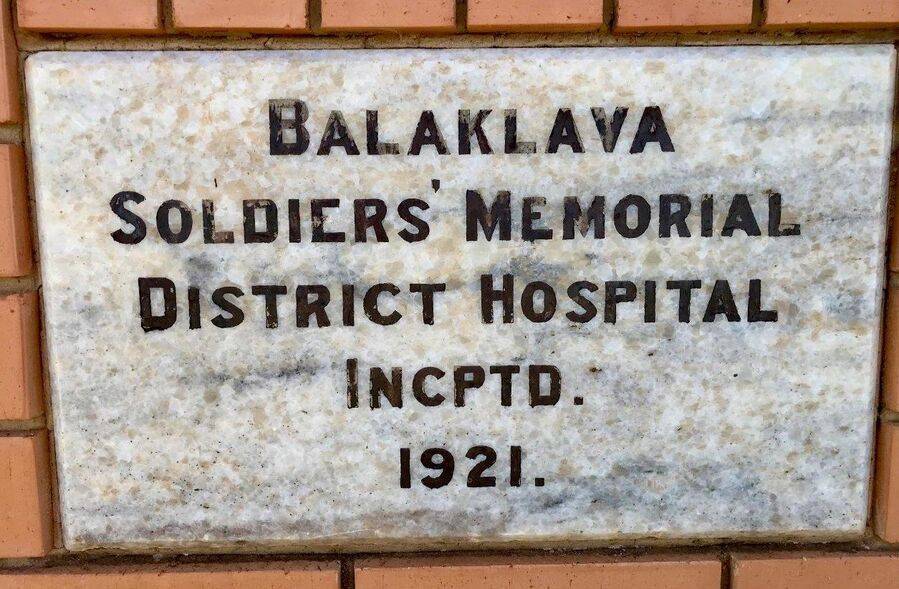 BALAKLAVA
SOLDIERS' MEMORIAL
DISTRICT HOSPITAL
INCPTD.
1921.